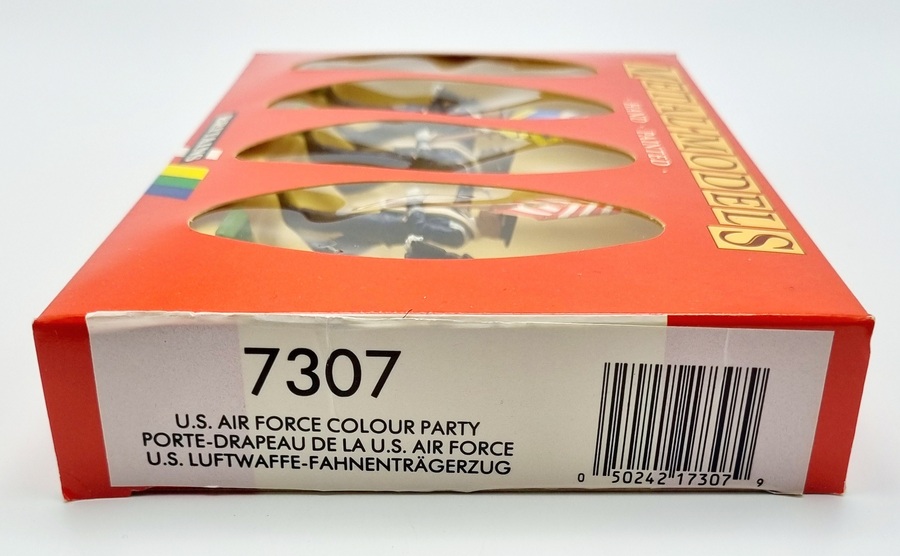 METAL MODELS
HAND - PAINTED
BRITAINS
7307
U.S. AIR FORCE COLOUR PARTY
PORTE-DRAPEAU DE LA U.S. AIR FORCE
U.S. LUFTWAFFE-FAHNENTRÄGERZUG
0 50242 17307 9